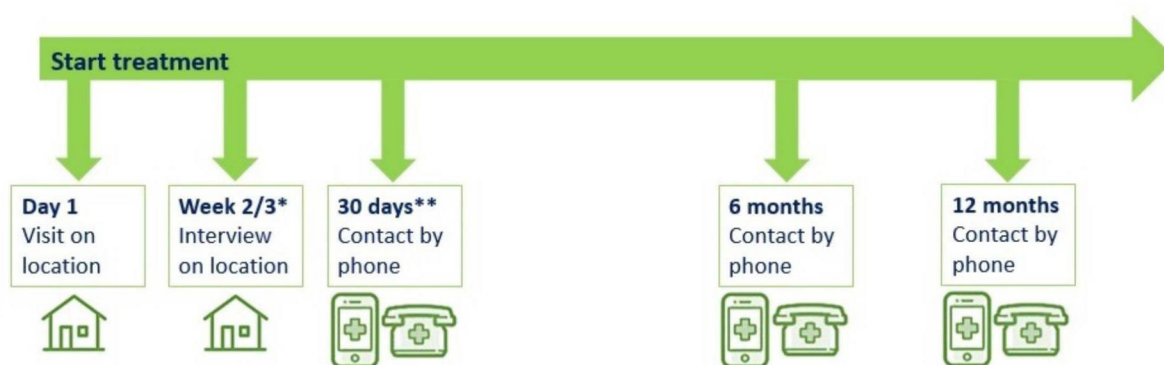 Start treatment
Day 1
Visit on
location
Week 2/3*
Interview
on location
30 days**
Contact by
phone
6 months
Contact by
phone
12 months
Contact by
phone